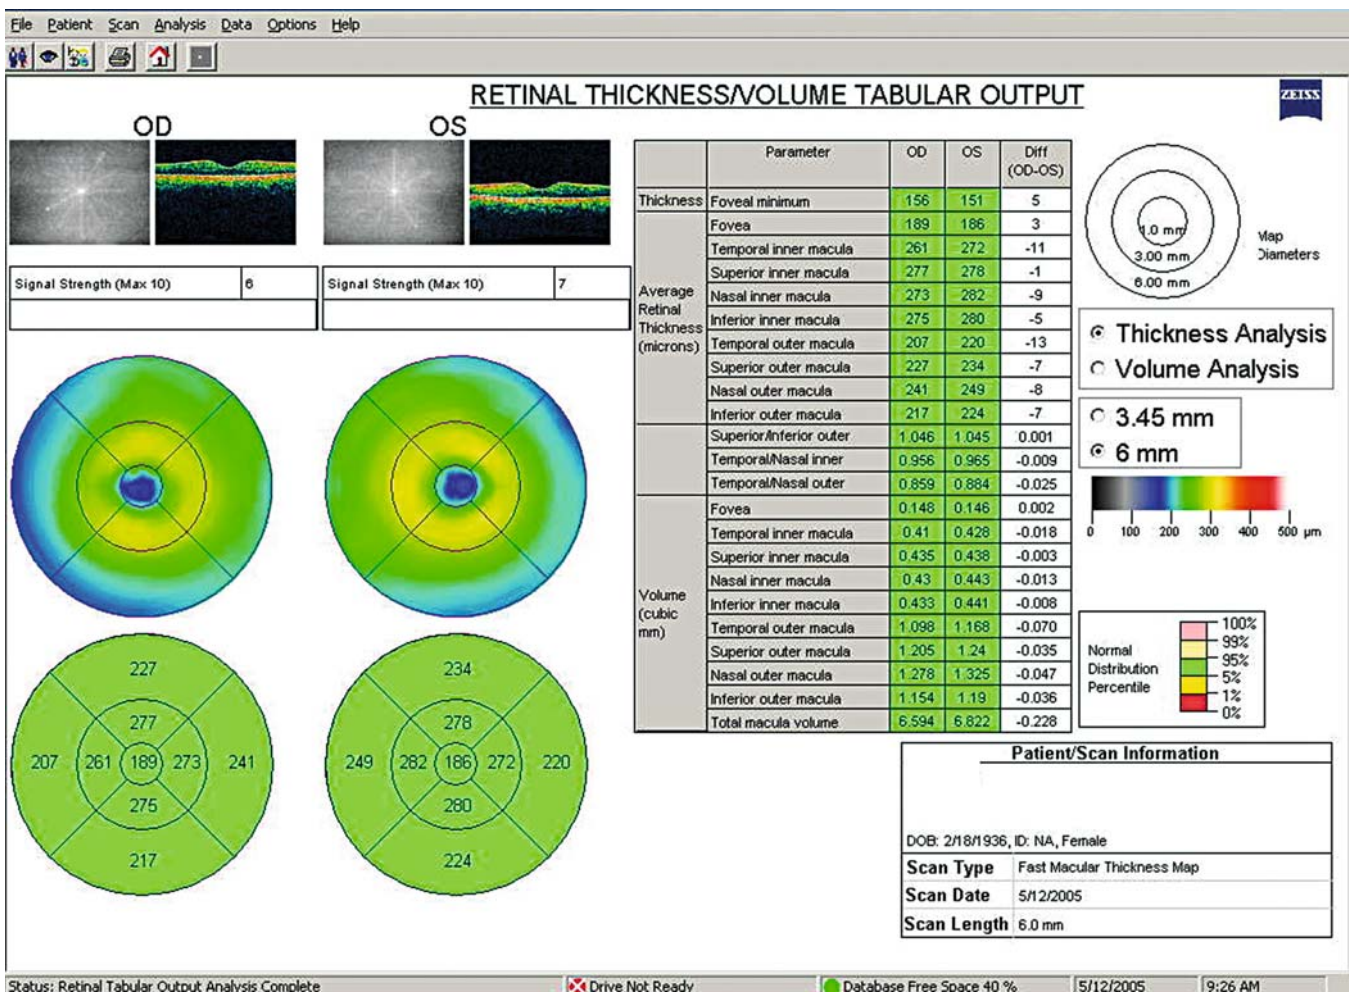 File Patient Scan Analysis Data Options Help
RETINAL THICKNESS/VOLUME TABULAR OUTPUT
ZEISS
OD
OS
Signal Strength (Max 10) 6
Signal Strength (Max 10) 7
227
277
207 261 189 273 241
275
217
234
278
249 282 186 272 220
280
224
Parameter OD OS Diff (OD-OS)
Thickness Foveal minimum 156 151 5
Average Retinal Thickness (microns)
Fovea 189 186 3
Temporal inner macula 261 272 -11
Superior inner macula 277 278 -1
Nasal inner macula 273 282 -9
Inferior inner macula 275 280 -5
Temporal outer macula 207 220 -13
Superior outer macula 227 234 -7
Nasal outer macula 241 249 -8
Inferior outer macula 217 224 -7
Superior/Inferior outer 1.046 1.045 0.001
Temporal/Nasal inner 0.956 0.965 -0.009
Temporal/Nasal outer 0.859 0.884 -0.025
Volume (cubic mm)
Fovea 0.148 0.146 0.002
Temporal inner macula 0.41 0.428 -0.018
Superior inner macula 0.435 0.438 -0.003
Nasal inner macula 0.43 0.443 -0.013
Inferior inner macula 0.433 0.441 -0.008
Temporal outer macula 1.098 1.168 -0.070
Superior outer macula 1.205 1.24 -0.035
Nasal outer macula 1.278 1.325 -0.047
Inferior outer macula 1.154 1.19 -0.036
Total macula volume 6.594 6.822 -0.228
1.0 mm
3.00 mm
6.00 mm
Map
Diameters
Thickness Analysis
Volume Analysis
3.45 mm
6 mm
0 100 200 300 400 500 µm
Normal
Distribution
Percentile
100%
99%
95%
5%
1%
0%
Patient/Scan Information
DOB: 2/18/1936, ID: NA, Female
Scan Type Fast Macular Thickness Map
Scan Date 5/12/2005
Scan Length 6.0 mm
Status: Retinal Tabular Output Analysis Complete
Drive Not Ready
Database Free Space 40 %
5/12/2005
9:26 AM